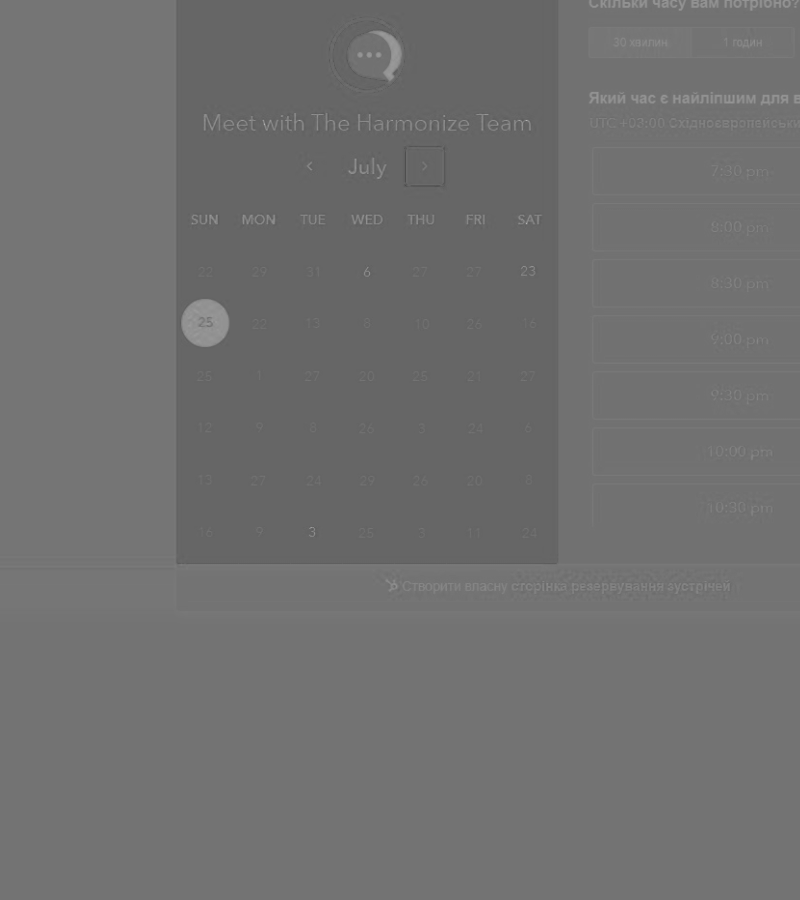 Скільки часу вам потрібно?
30 хвилин 1 годин
Meet with The Harmonize Team
Який час є найліпшим для
UTC +03:00
July
7:30 pm
SUN MON TUE WED THU FRI SAT
8:00 pm
22 29 31 6 27 27 23
8:30 pm
25 22 13 8 10 26 16
9:00 pm
25 1 27 20 25 21 27
9:30 pm
12 9 8 26 3 24 6
10:00 pm
13 27 24 29 26 20 8
10:30 pm
16 9 3 25 3 11 24
Створити власну сторінка резервування зустрічей